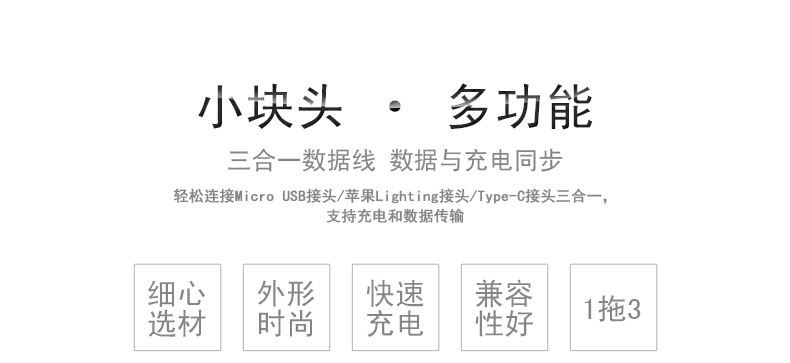 小块头 · 多功能
三合一数据线 数据与充电同步
轻松连接Micro USB接头/苹果Lighting接头/Type-C接头三合一，
支持充电和数据传输
细心
选材
外形
时尚
快速
充电
兼容
性好
1拖3